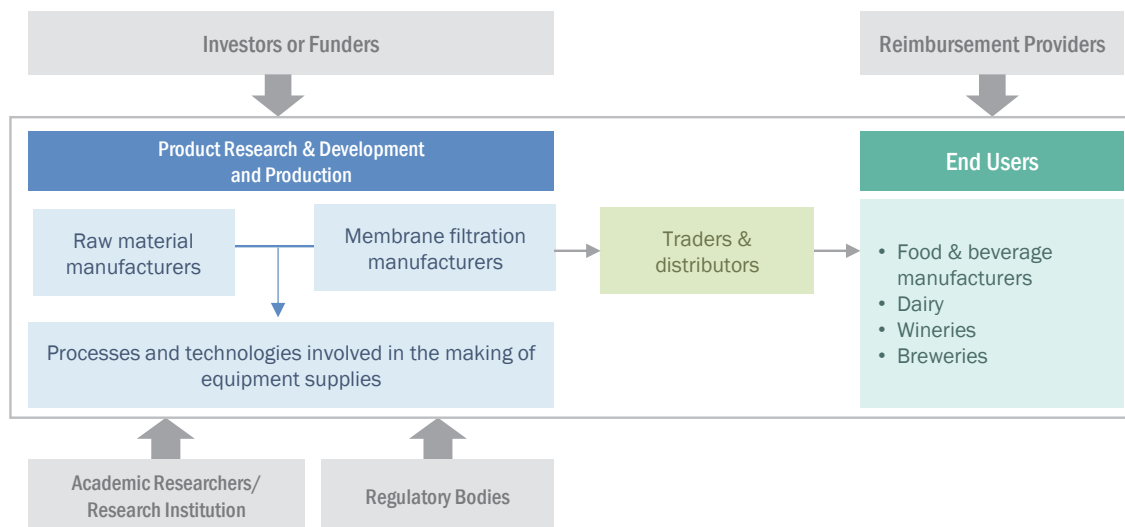 Investors or Funders
Reimbursement Providers
Product Research & Development
and Production
End Users
Raw material
manufacturers
Membrane filtration
manufacturers
Traders &
distributors
• Food & beverage
manufacturers
• Dairy
• Wineries
• Breweries
Processes and technologies involved in the making of
equipment supplies
Academic Researchers/
Research Institution
Regulatory Bodies